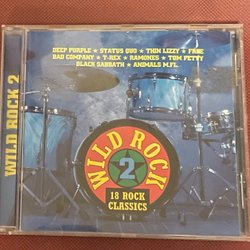 DEEP PURPLE ★ STATUS QUO ★ THIN LIZZY ★ FREE
BAD COMPANY ★ T-REX ★ RAMONES ★ TOM PETTY
BLACK SABBATH ★ ANIMALS M.FL.
WILD ROCK 2
WILD ROCK
2
18 ROCK
CLASSICS